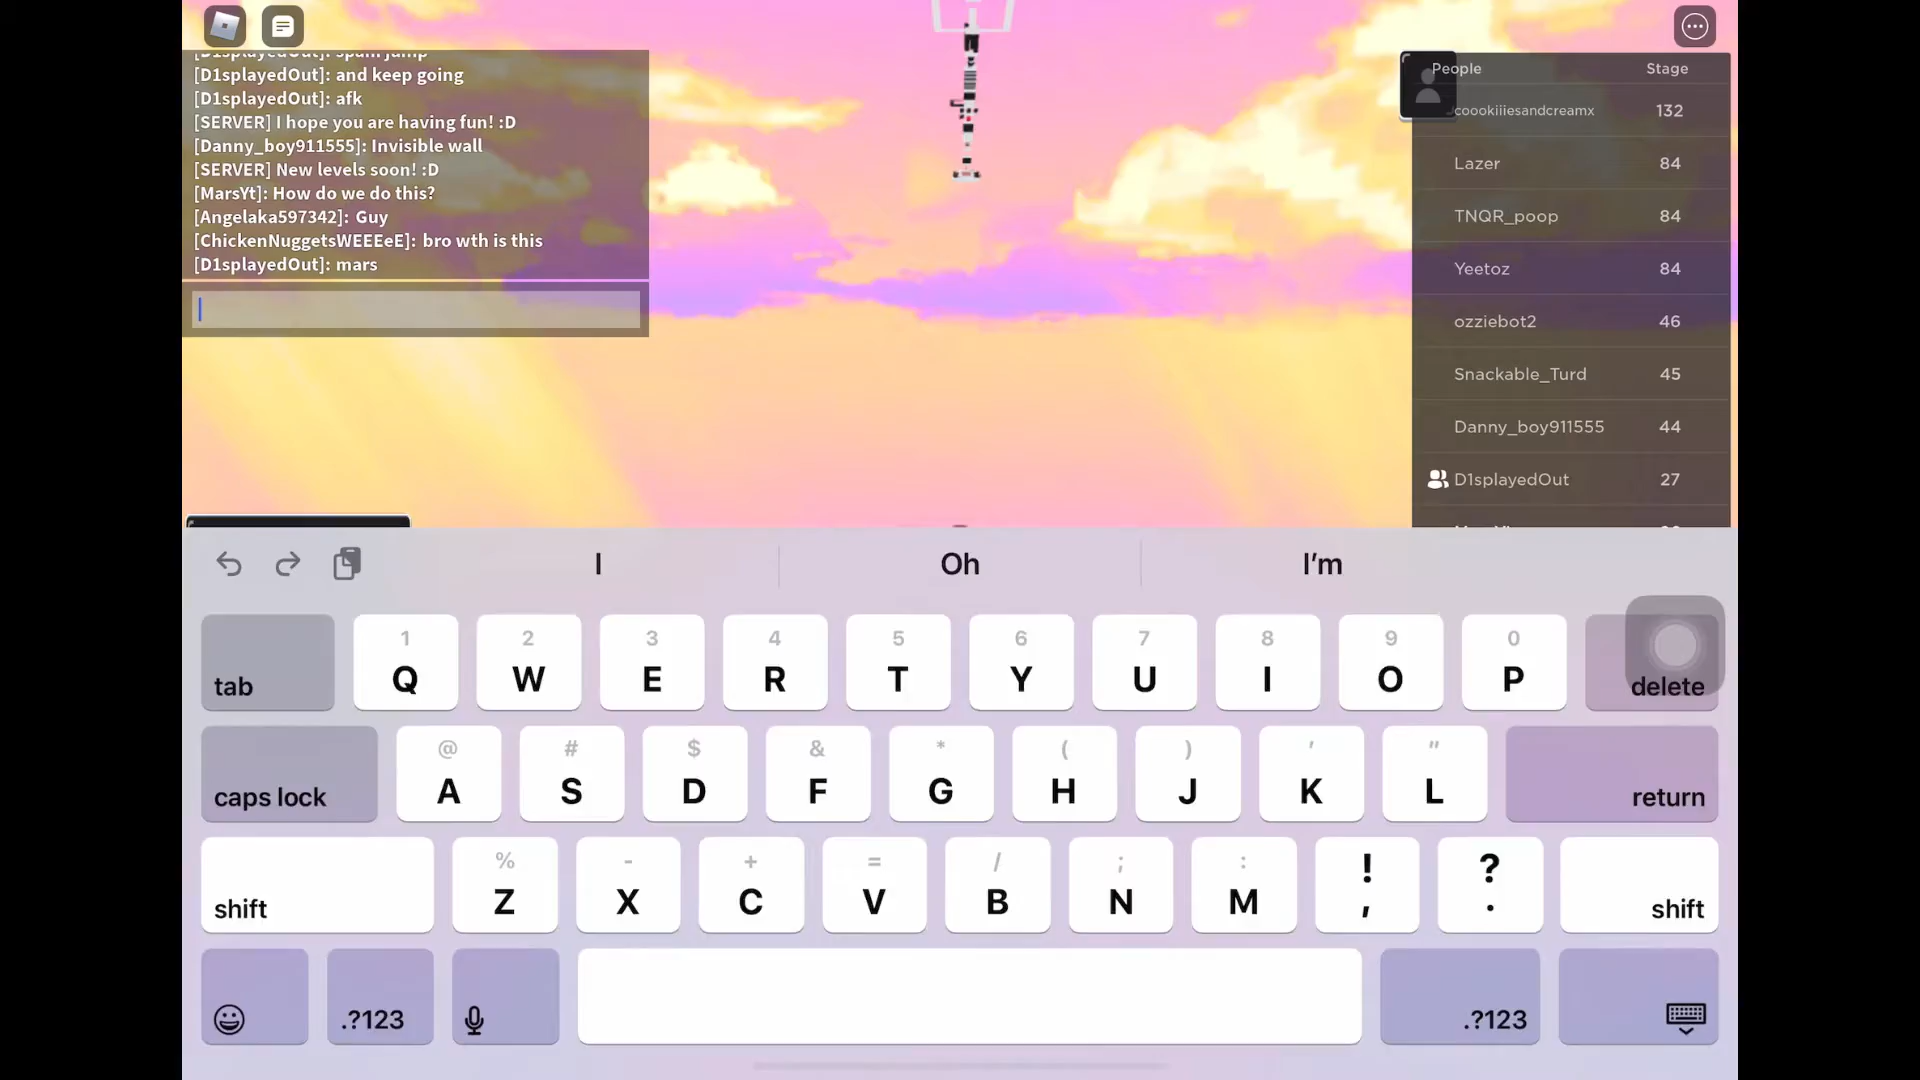 [D1splayedOut]: spam jump
[D1splayedOut]: and keep going
[D1splayedOut]: afk
[SERVER] I hope you are having fun! :D
[Danny_boy911555]: Invisible wall
[SERVER] New levels soon! :D
[MarsYt]: How do we do this?
[Angelaka597342]: Guy
[ChickenNuggetsWEEEeE]: bro wth is this
[D1splayedOut]: mars
People Stage
coookiiiesandcreamx 132
Lazer 84
TNQR_poop 84
Yeetoz 84
ozziebot2 46
Snackable_Turd 45
Danny_boy911555 44
D1splayedOut 27
I Oh I'm
tab 1 Q 2 W 3 E 4 R 5 T 6 Y 7 U 8 I 9 O 0 P delete
caps lock @ A # S $ D & F * G ( H ) J ' K " L return
shift % Z - X + C = V / B ; N : M ! , ? . shift
.?123 .?123